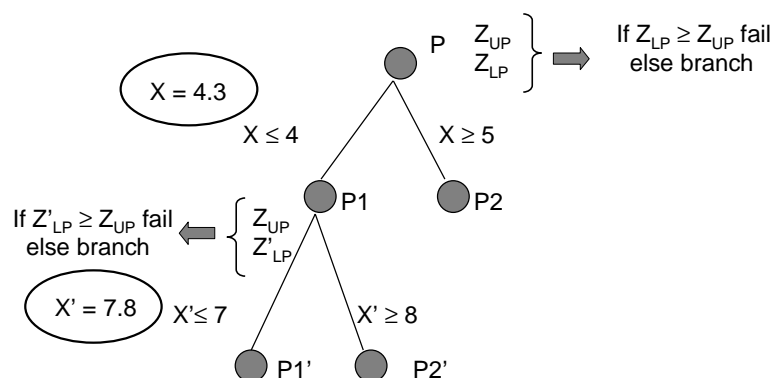 P
Z_UP
Z_LP
If Z_LP ≥ Z_UP fail
else branch
X = 4.3
X ≤ 4
X ≥ 5
P1
P2
If Z'_LP ≥ Z_UP fail
else branch
Z_UP
Z'_LP
X' = 7.8
X'≤ 7
X' ≥ 8
P1'
P2'